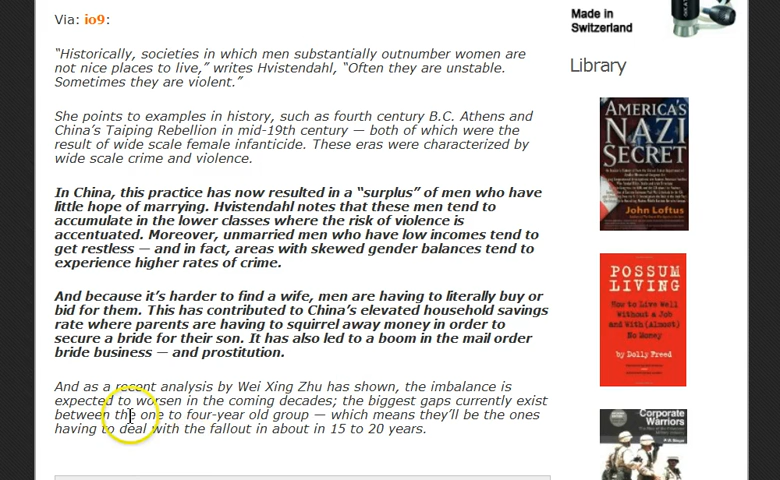 Via: io9:
“Historically, societies in which men substantially outnumber women are
not nice places to live,” writes Hvistendahl, “Often they are unstable.
Sometimes they are violent.”
She points to examples in history, such as fourth century B.C. Athens and
China’s Taiping Rebellion in mid-19th century — both of which were the
result of wide scale female infanticide. These eras were characterized by
wide scale crime and violence.
In China, this practice has now resulted in a “surplus” of men who have
little hope of marrying. Hvistendahl notes that these men tend to
accumulate in the lower classes where the risk of violence is
accentuated. Moreover, unmarried men who have low incomes tend to
get restless — and in fact, areas with skewed gender balances tend to
experience higher rates of crime.
And because it’s harder to find a wife, men are having to literally buy or
bid for them. This has contributed to China’s elevated household savings
rate where parents are having to squirrel away money in order to
secure a bride for their son. It has also led to a boom in the mail order
bride business — and prostitution.
And as a recent analysis by Wei Xing Zhu has shown, the imbalance is
expected to worsen in the coming decades; the biggest gaps currently exist
between the one to four-year old group — which means they’ll be the ones
having to deal with the fallout in about in 15 to 20 years.
Made in
Switzerland
Library
AMERICA'S
NAZI
SECRET
John Loftus
POSSUM
LIVING
How to Live Well
Without a Job
and With (Almost)
No Money
by Dolly Freed
Corporate
Warriors